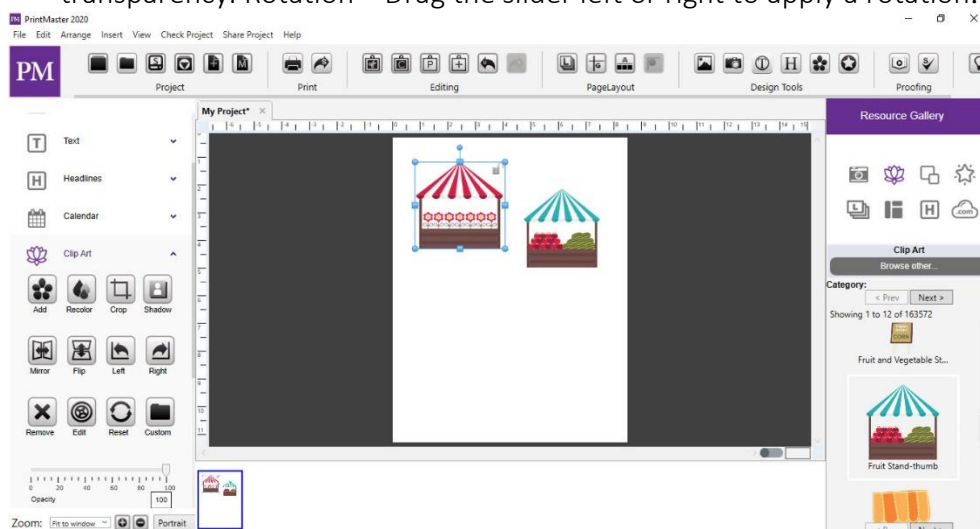 transparency. Rotation – Drag the slider left or right to apply a rotation.
PM PrintMaster 2020
File Edit Arrange Insert View Check Project Share Project Help
PM
Project Print Editing PageLayout Design Tools Proofing
My Project*
Resource Gallery
Text
Headlines
Calendar
Clip Art
Add Recolor Crop Shadow
Mirror Flip Left Right
Remove Edit Reset Custom
0 20 40 60 80 100
Opacity 100
Zoom: Fit to window Portrait
Clip Art
Browse other...
Category:
< Prev Next >
Showing 1 to 12 of 163572
Fruit and Vegetable St...
Fruit Stand-thumb